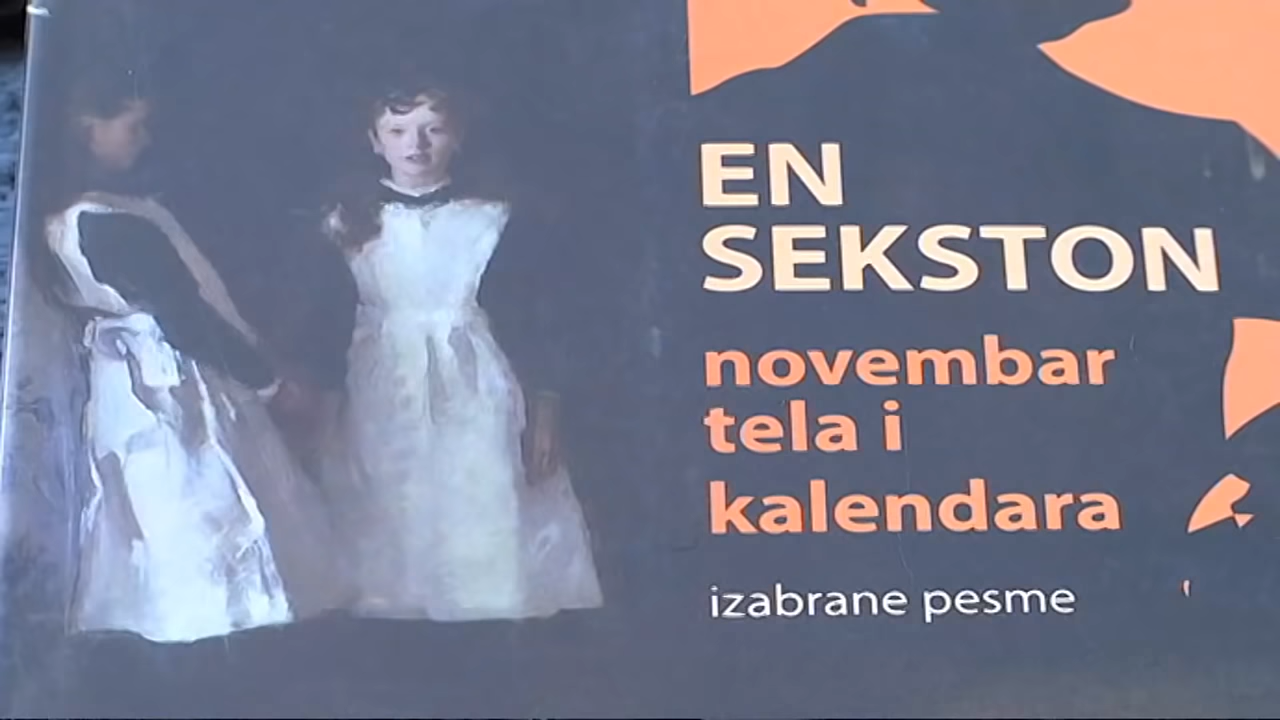 EN
SEKSTON
novembar
tela i
kalendara
izabrane pesme